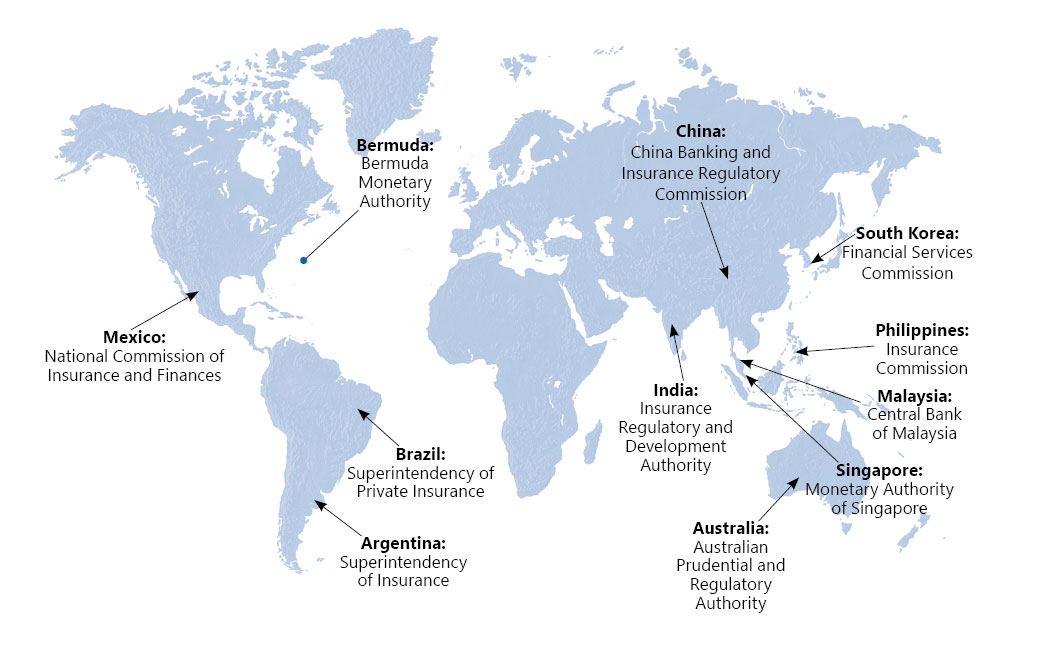 Bermuda:
Bermuda
Monetary
Authority
China:
China Banking and
Insurance Regulatory
Commission
South Korea:
Financial Services
Commission
Mexico:
National Commission of
Insurance and Finances
Philippines:
Insurance
Commission
India:
Insurance
Regulatory and
Development
Authority
Malaysia:
Central Bank
of Malaysia
Brazil:
Superintendency of
Private Insurance
Singapore:
Monetary Authority
of Singapore
Argentina:
Superintendency
of Insurance
Australia:
Australian
Prudential and
Regulatory
Authority